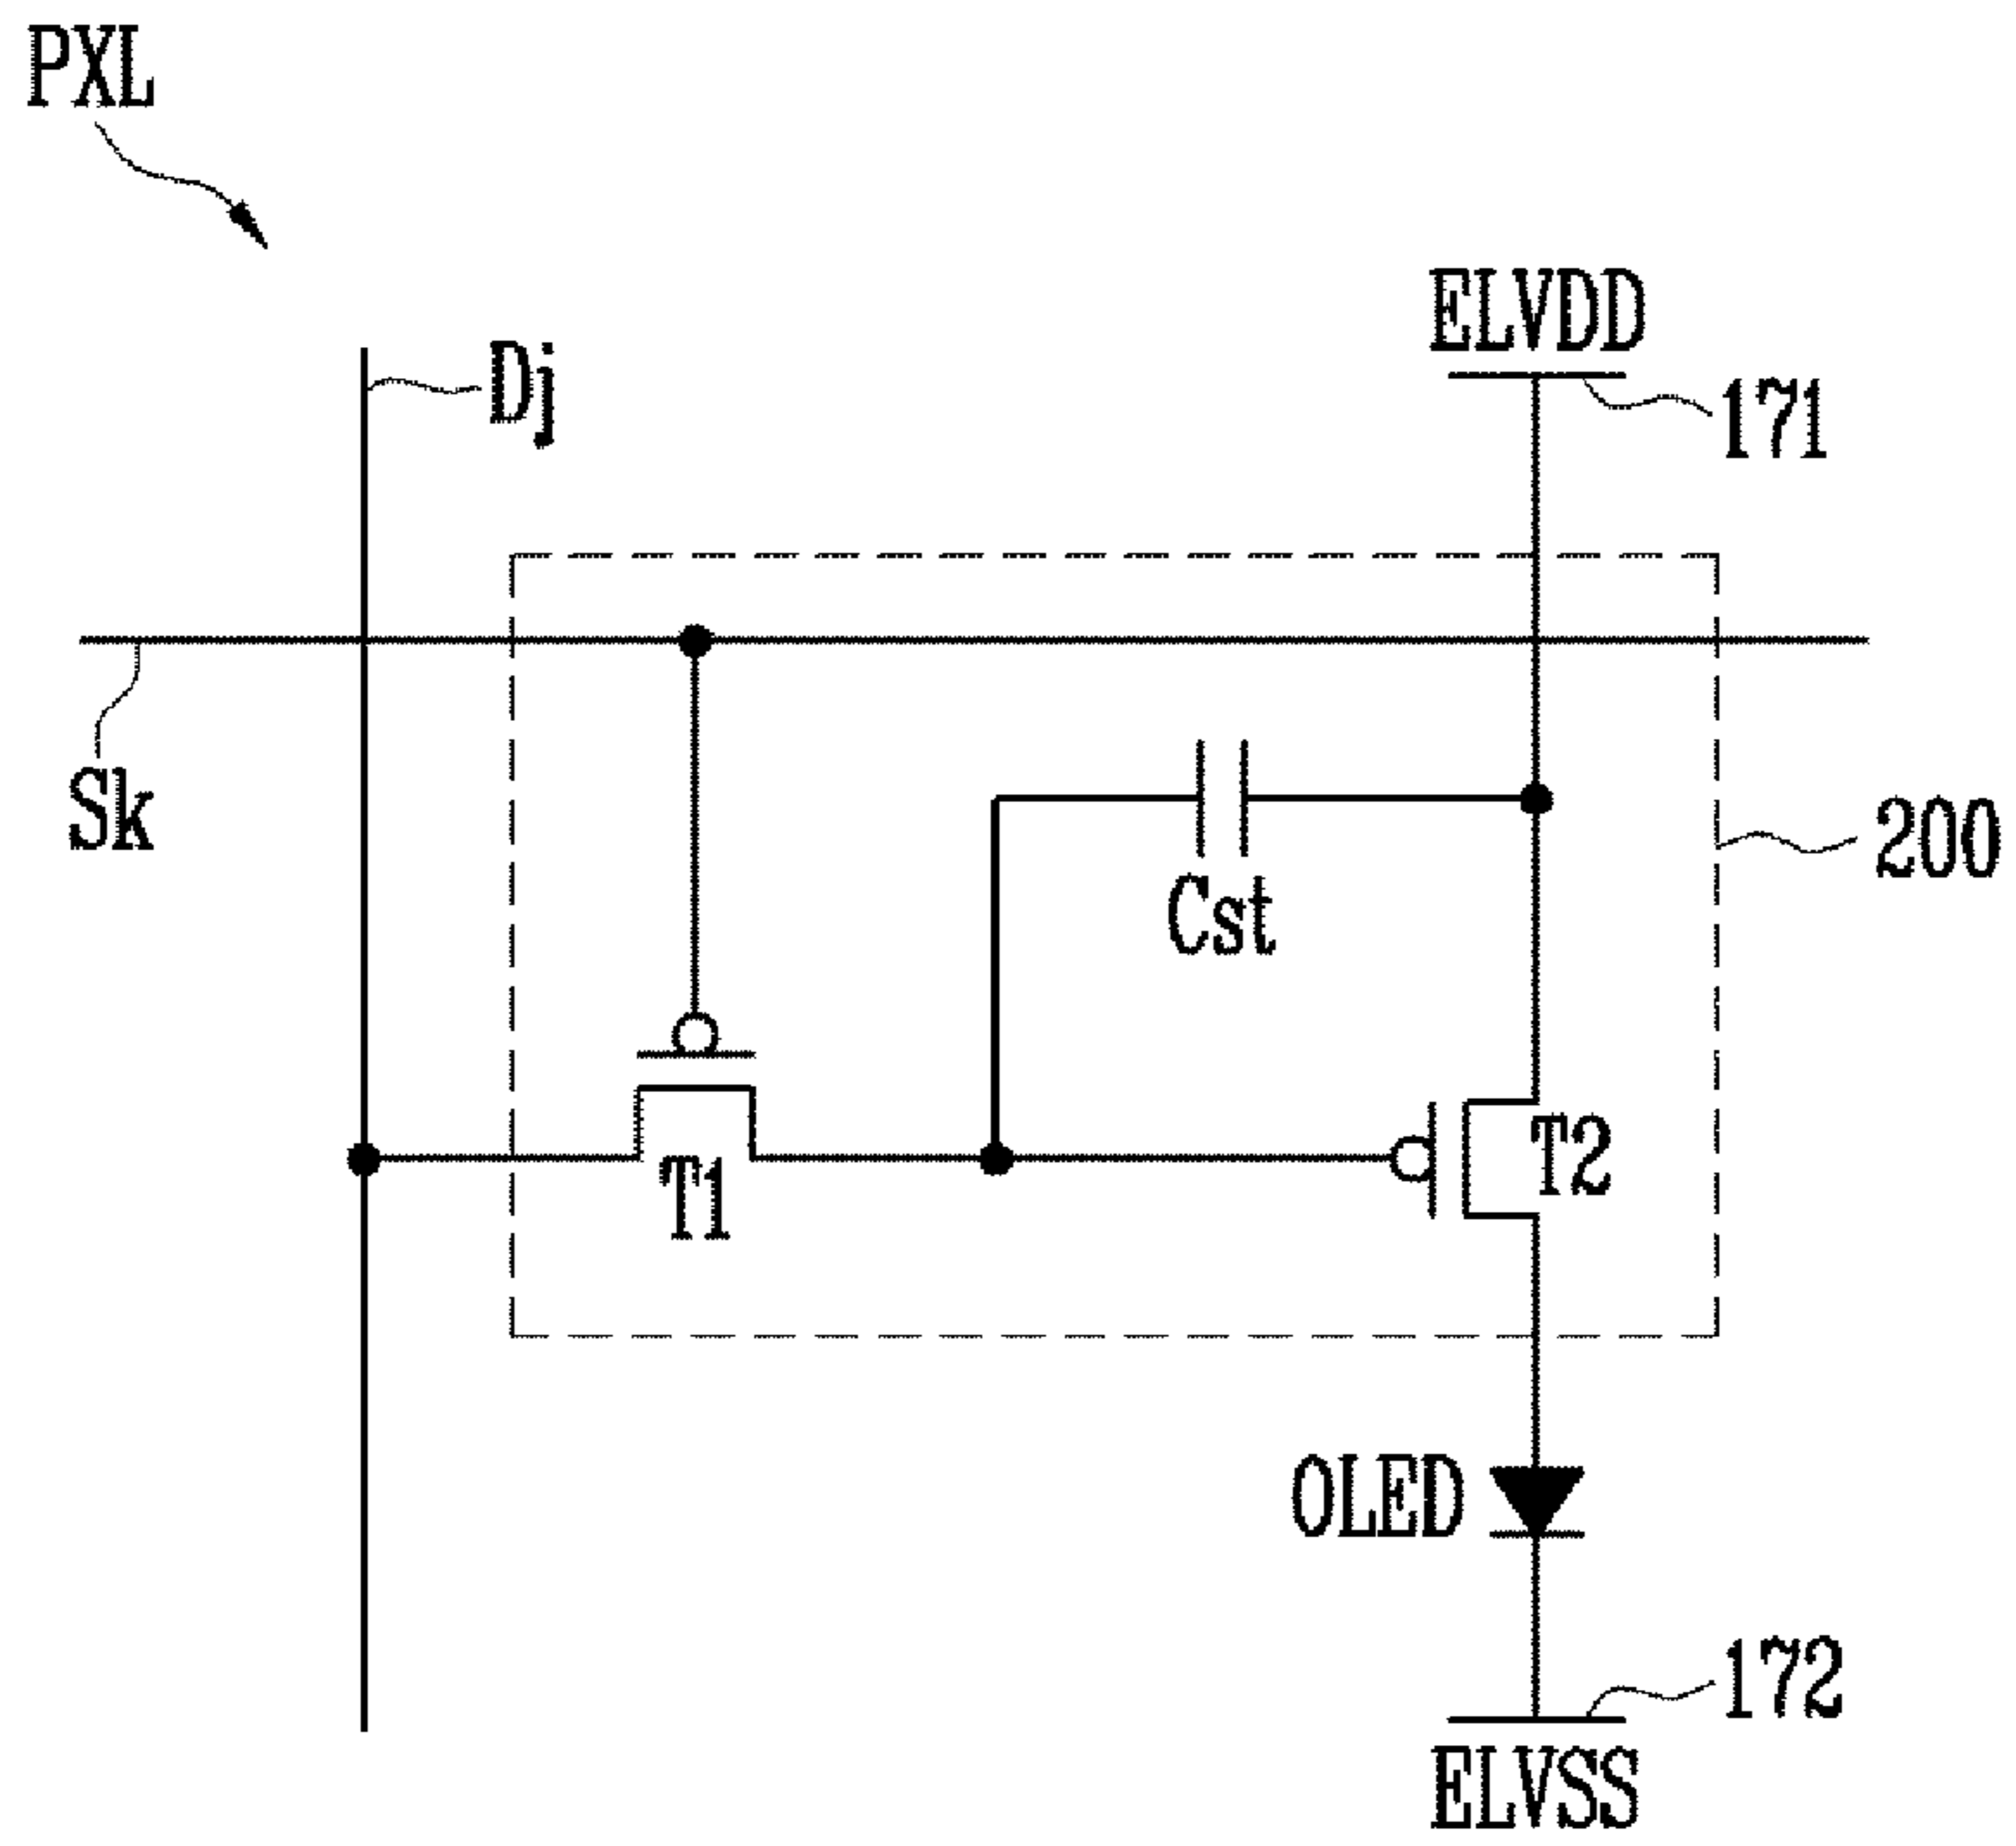 PXL
ELVDD
Dj
171
Sk
200
Cst
T1
T2
OLED
172
ELVSS